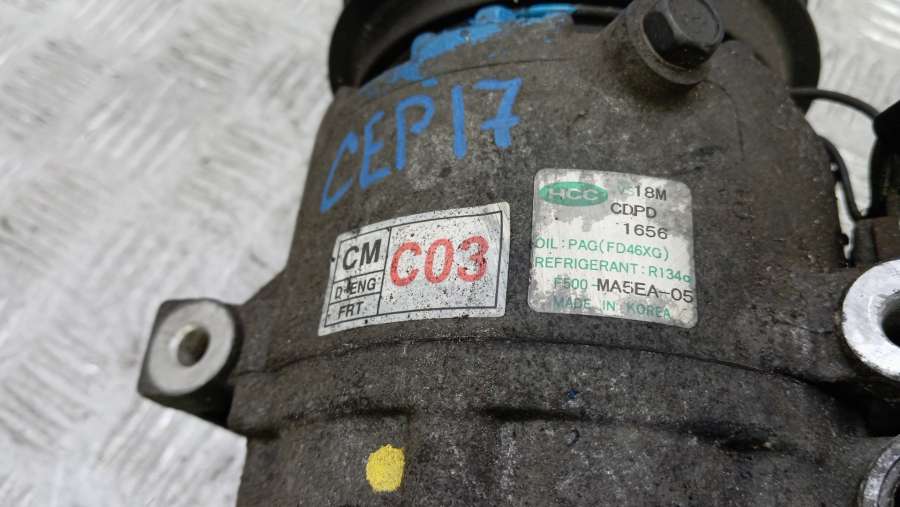 CEP17
CM
D-ENG
FRT.
C03
HCC VS18M
CDPD
1656
OIL:PAG(FD46XG)
REFRIGERANT:R134a
F500-MA5EA-05
MADE IN KOREA